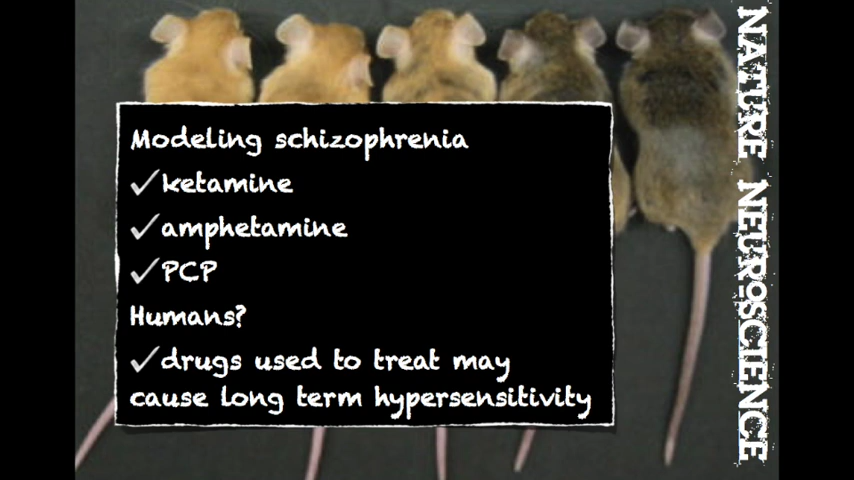 Modeling schizophrenia
✓ketamine
✓amphetamine
✓PCP
Humans?
✓drugs used to treat may
cause long term hypersensitivity
NATURE NEUROSCIENCE